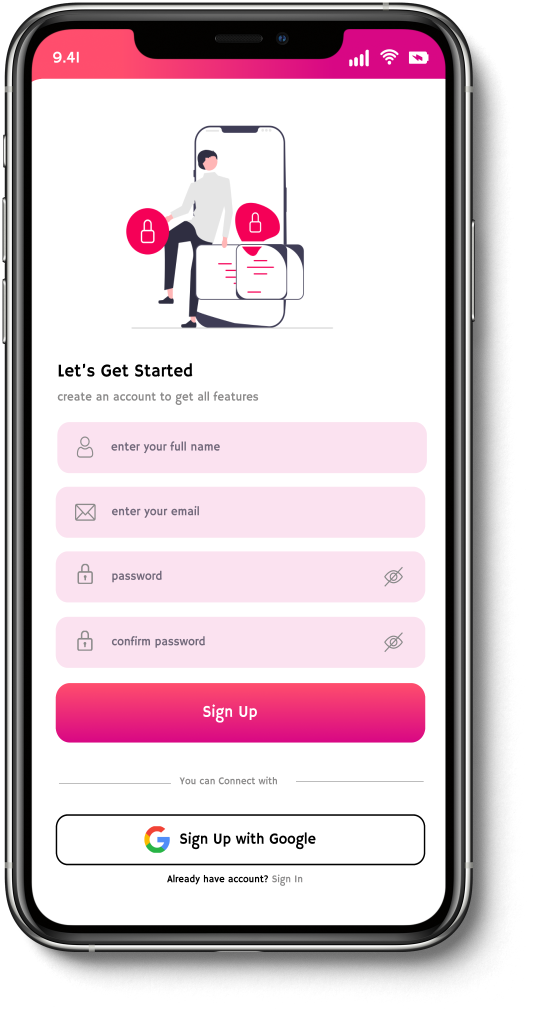 9.41
Let's Get Started
create an account to get all features
enter your full name
enter your email
password
confirm password
Sign Up
You can Connect with
Sign Up with Google
Already have account? Sign In